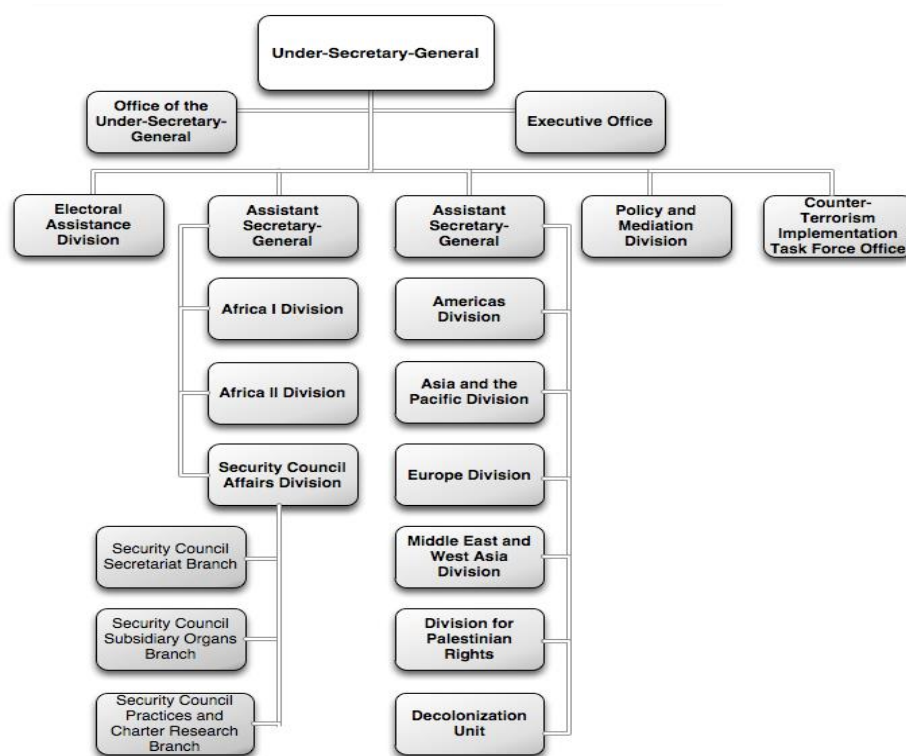 Under-Secretary-General
Office of the
Under-Secretary-
General
Executive Office
Electoral
Assistance
Division
Assistant
Secretary-
General
Assistant
Secretary-
General
Policy and
Mediation
Division
Counter-
Terrorism
Implementation
Task Force Office
Africa I Division
Americas
Division
Africa II Division
Asia and the
Pacific Division
Security Council
Affairs Division
Europe Division
Security Council
Secretariat Branch
Middle East and
West Asia
Division
Security Council
Subsidiary Organs
Branch
Division for
Palestinian
Rights
Security Council
Practices and
Charter Research
Branch
Decolonization
Unit